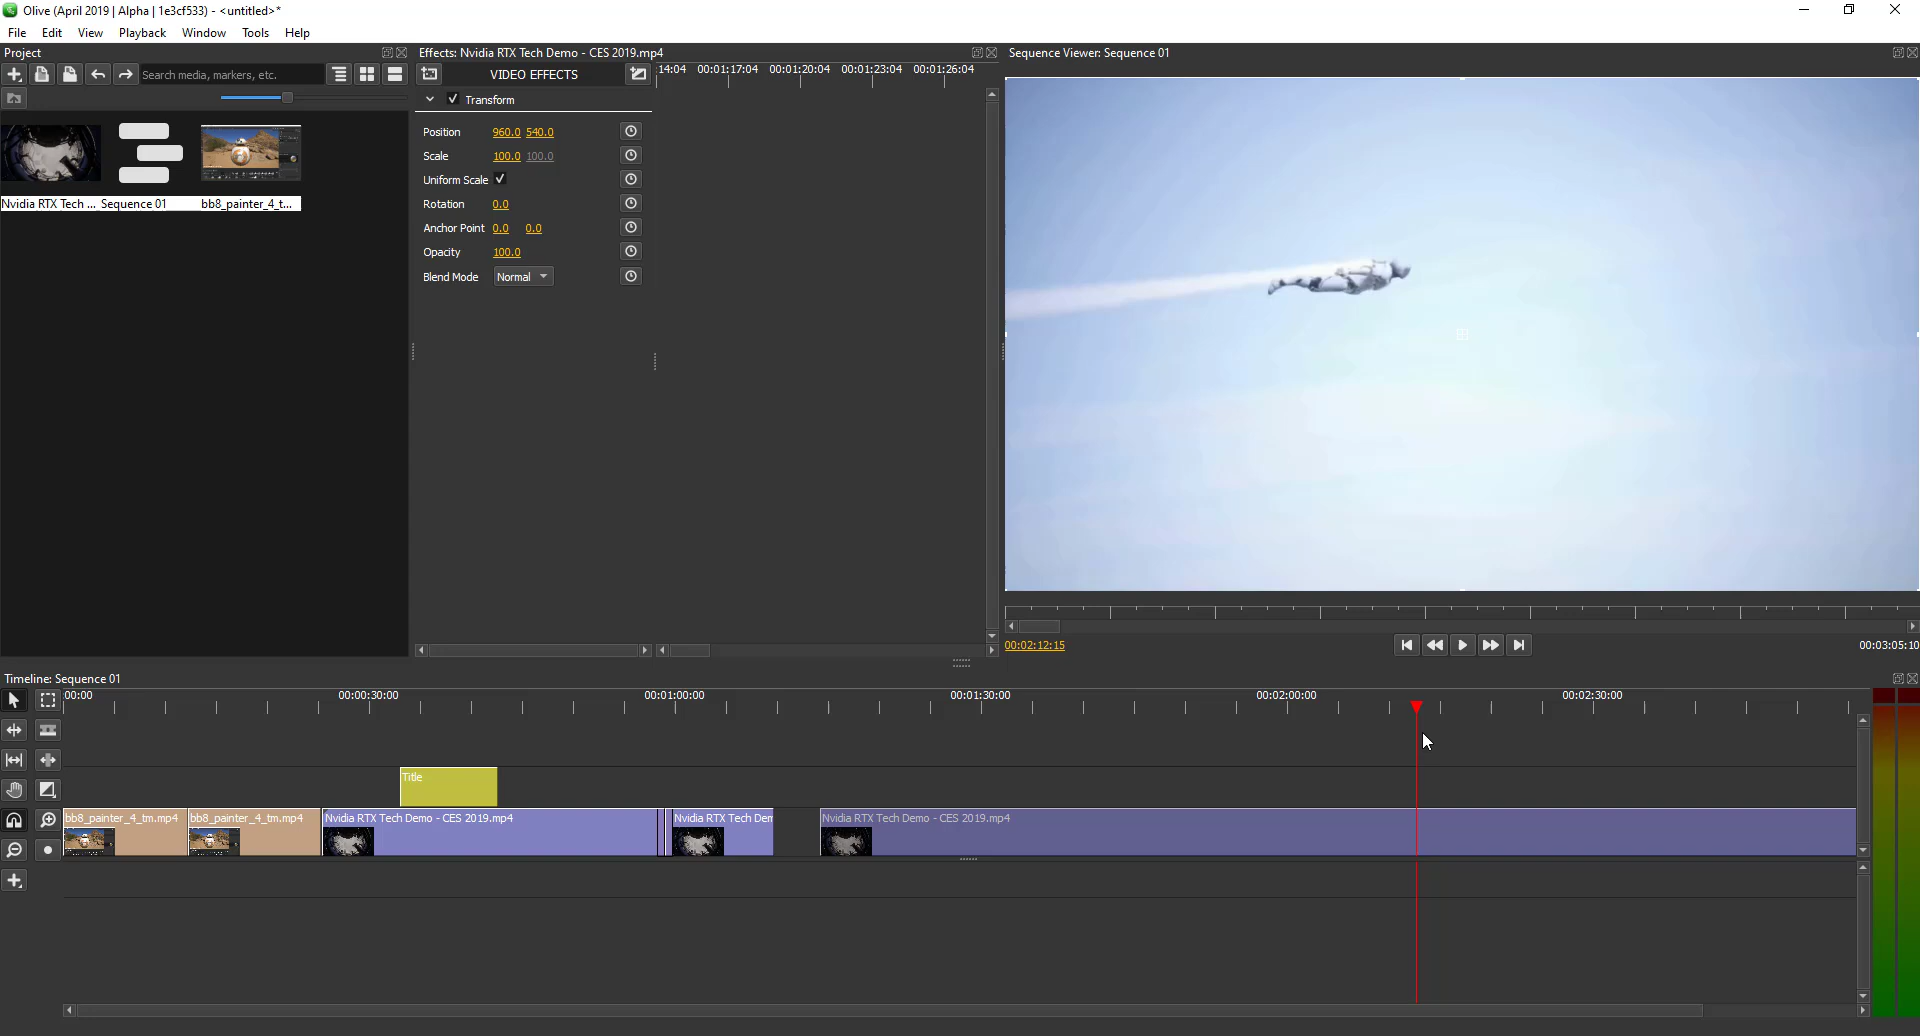 Olive (April 2019 | Alpha | 1e3cf533) - <untitled>*
File Edit View Playback Window Tools Help
Project
Search media, markers, etc.
Nvidia RTX Tech ... Sequence 01 bb8_painter_4_t...
Effects: Nvidia RTX Tech Demo - CES 2019.mp4
VIDEO EFFECTS
14:04 00:01:17:04 00:01:20:04 00:01:23:04 00:01:26:04
Transform
Position 960.0 540.0
Scale 100.0 100.0
Uniform Scale
Rotation 0.0
Anchor Point 0.0 0.0
Opacity 100.0
Blend Mode Normal
Sequence Viewer: Sequence 01
00:02:12:15 00:03:05:10
Timeline: Sequence 01
00:00 00:00:30:00 00:01:00:00 00:01:30:00 00:02:00:00 00:02:30:00
Title
bb8_painter_4_tm.mp4 bb8_painter_4_tm.mp4 Nvidia RTX Tech Demo - CES 2019.mp4 Nvidia RTX Tech Dem Nvidia RTX Tech Demo - CES 2019.mp4